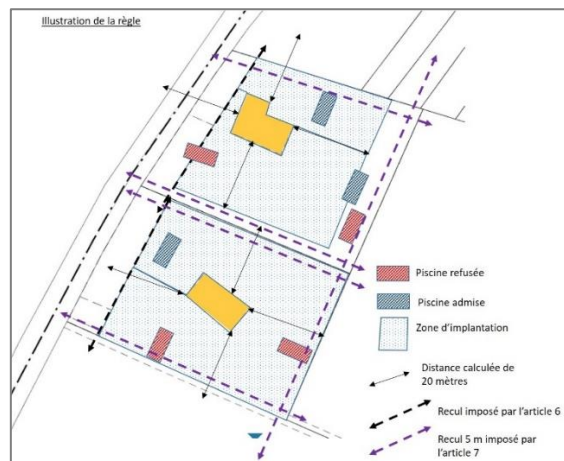 Illustration de la règle
Piscine refusée
Piscine admise
Zone d'implantation
Distance calculée de
20 mètres
Recul imposé par l'article 6
Recul 5 m imposé par
l'article 7